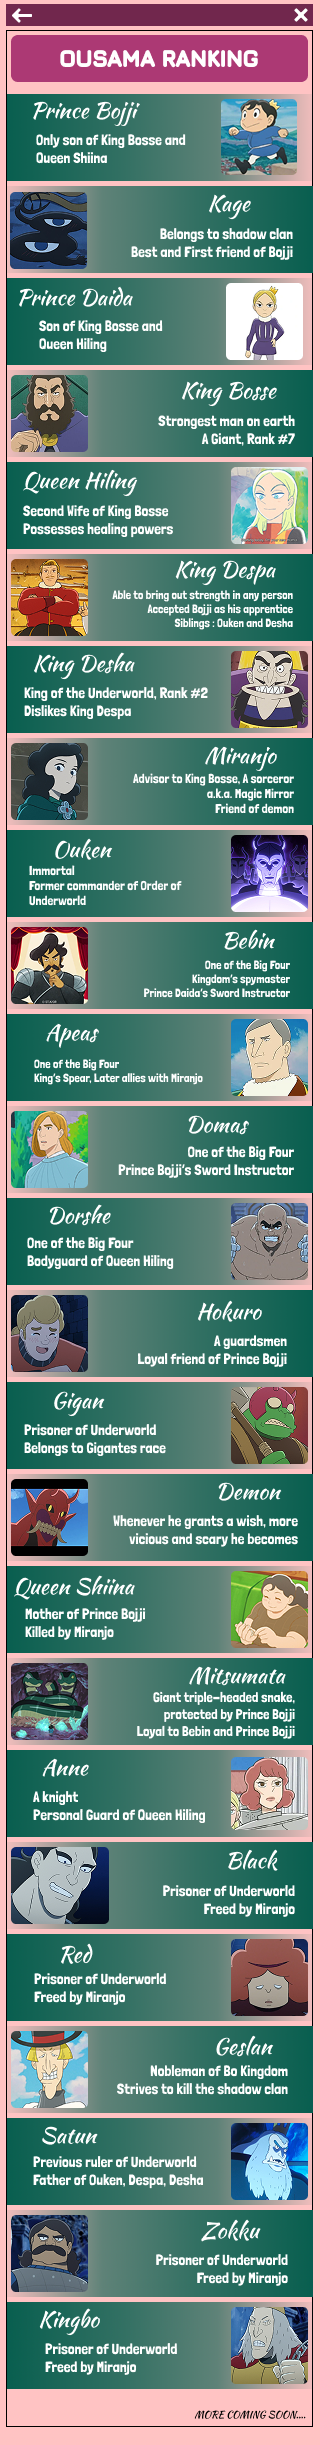 OUSAMA RANKING
Prince Bojji
Only son of King Bosse and
Queen Shiina
Kage
Belongs to shadow clan
Best and First friend of Bojji
Prince Daida
Son of King Bosse and
Queen Hiling
King Bosse
Strongest man on earth
A Giant, Rank #7
Queen Hiling
Second Wife of King Bosse
Possesses healing powers
King Despa
Able to bring out strength in any person
Accepted Bojji as his apprentice
Siblings : Ouken and Desha
King Desha
King of the Underworld, Rank #2
Dislikes King Despa
Miranjo
Advisor to King Bosse, A sorceror
a.k.a. Magic Mirror
Friend of demon
Ouken
Immortal
Former commander of Order of
Underworld
Bebin
One of the Big Four
Kingdom's spymaster
Prince Daida's Sword Instructor
Apeas
One of the Big Four
King's Spear, Later allies with Miranjo
Domas
One of the Big Four
Prince Bojji's Sword Instructor
Dorshe
One of the Big Four
Bodyguard of Queen Hiling
Hokuro
A guardsmen
Loyal friend of Prince Bojji
Gigan
Prisoner of Underworld
Belongs to Gigantes race
Demon
Whenever he grants a wish, more
vicious and scary he becomes
Queen Shiina
Mother of Prince Bojji
Killed by Miranjo
Mitsumata
Giant triple-headed snake,
protected by Prince Bojji
Loyal to Bebin and Prince Bojji
Anne
A knight
Personal Guard of Queen Hiling
Black
Prisoner of Underworld
Freed by Miranjo
Red
Prisoner of Underworld
Freed by Miranjo
Geslan
Nobleman of Bo Kingdom
Strives to kill the shadow clan
Satun
Previous ruler of Underworld
Father of Ouken, Despa, Desha
Zokku
Prisoner of Underworld
Freed by Miranjo
Kingbo
Prisoner of Underworld
Freed by Miranjo
MORE COMING SOON....